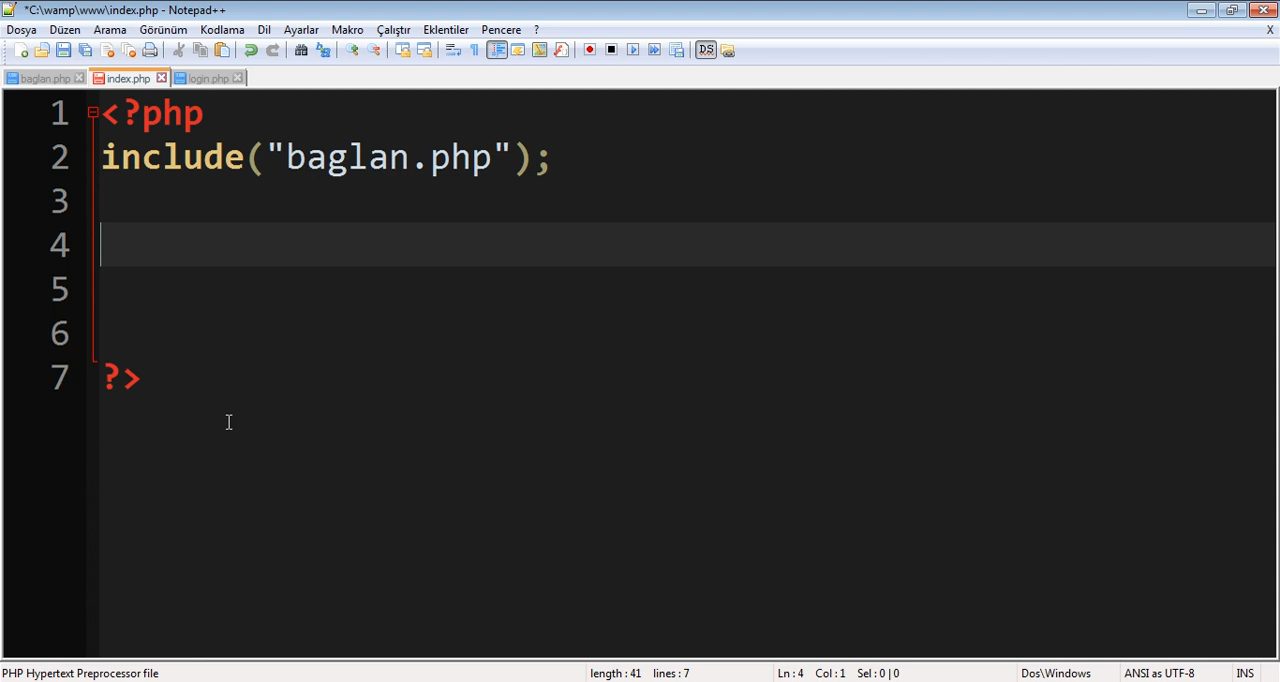 *C:\wamp\www\index.php - Notepad++
Dosya Düzen Arama Görünüm Kodlama Dil Ayarlar Makro Çalıştır Eklentiler Pencere ? X
baglan.php index.php login.php
1 <?php
2 include("baglan.php");
3
4
5
6
7 ?>
PHP Hypertext Preprocessor file length : 41 lines : 7 Ln : 4 Col : 1 Sel : 0 | 0 Dos\Windows ANSI as UTF-8 INS